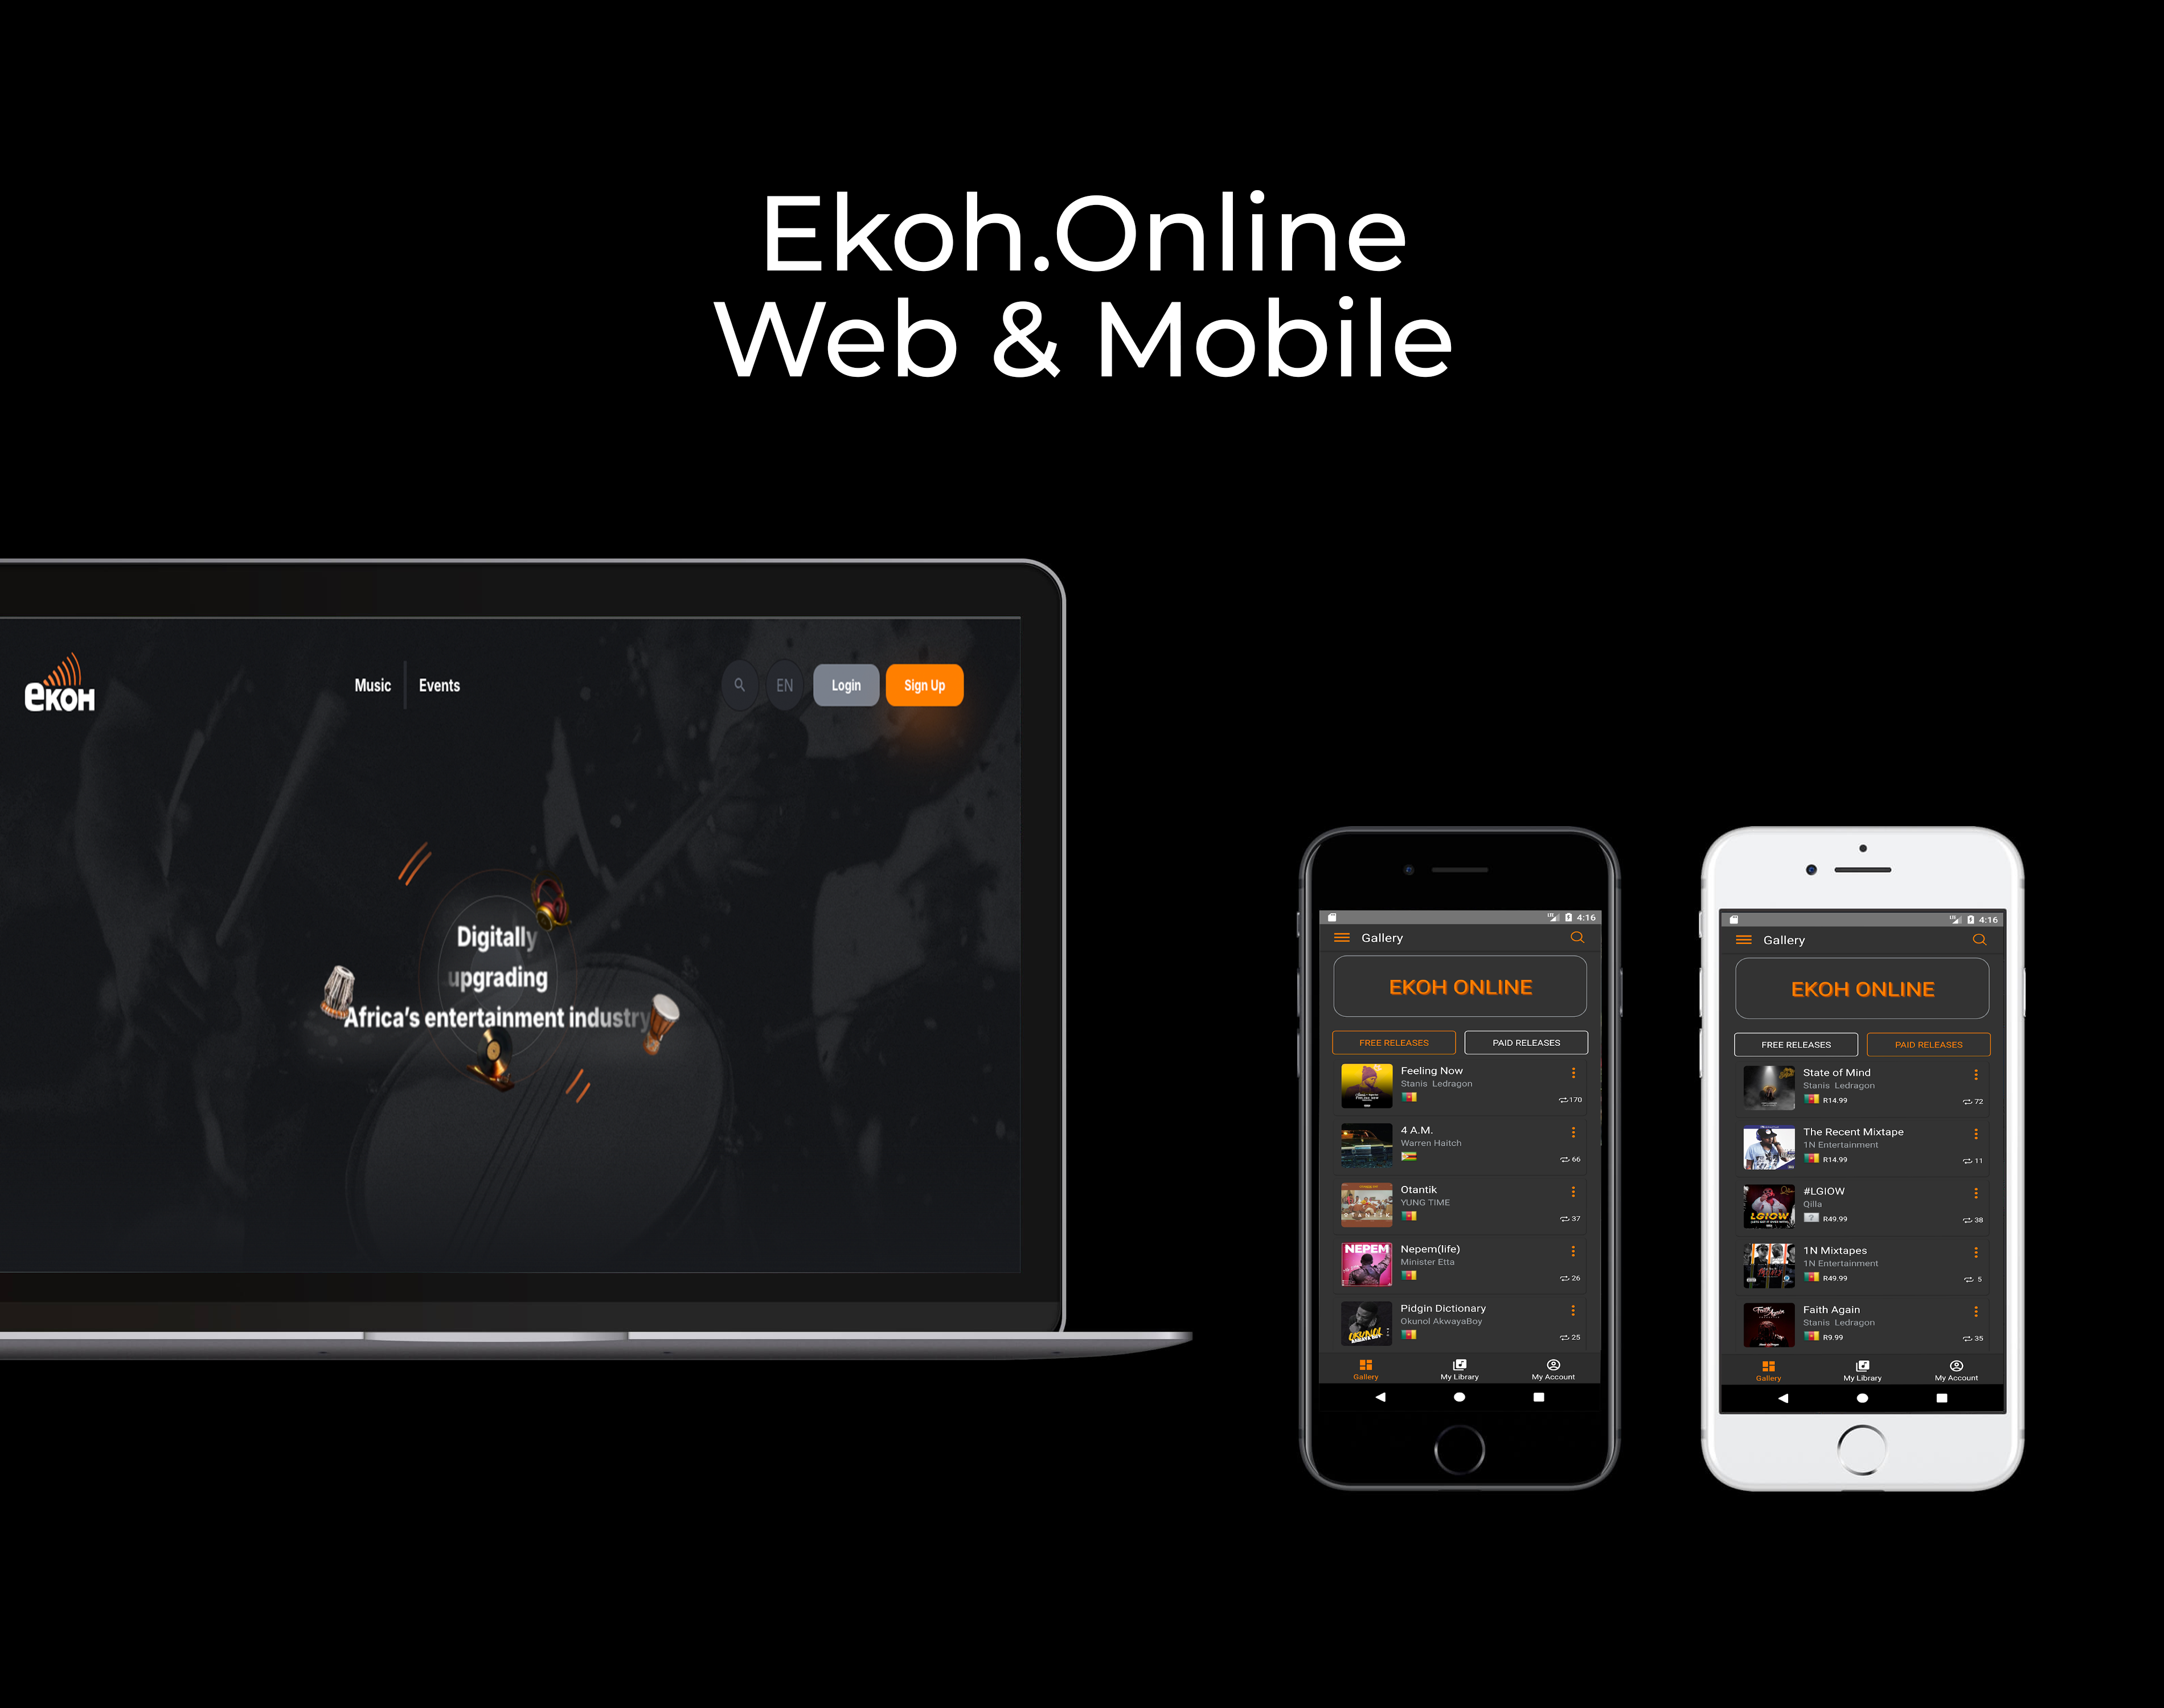 Ekoh.Online
Web & Mobile
eKOH
Music
Events
EN
Login
Sign Up
Digitally
upgrading
Africa's entertainment industry
4:16
Gallery
EKOH ONLINE
FREE RELEASES
PAID RELEASES
Feeling Now
Stanis Ledragon
170
4 A.M.
Warren Haitch
66
Otantik
YUNG TIME
37
NEPEM
Nepem(life)
Minister Etta
26
Pidgin Dictionary
Okunol AkwayaBoy
25
OKUNOL
Gallery
My Library
My Account
4:16
Gallery
EKOH ONLINE
FREE RELEASES
PAID RELEASES
State of Mind
Stanis Ledragon
R14.99
72
The Recent Mixtape
1N Entertainment
R14.99
11
LGIOW
#LGIOW
Qilla
?
R49.99
38
1N Mixtapes
1N Entertainment
R49.99
5
Faith Again
Faith Again
Stanis Ledragon
R9.99
35
Gallery
My Library
My Account